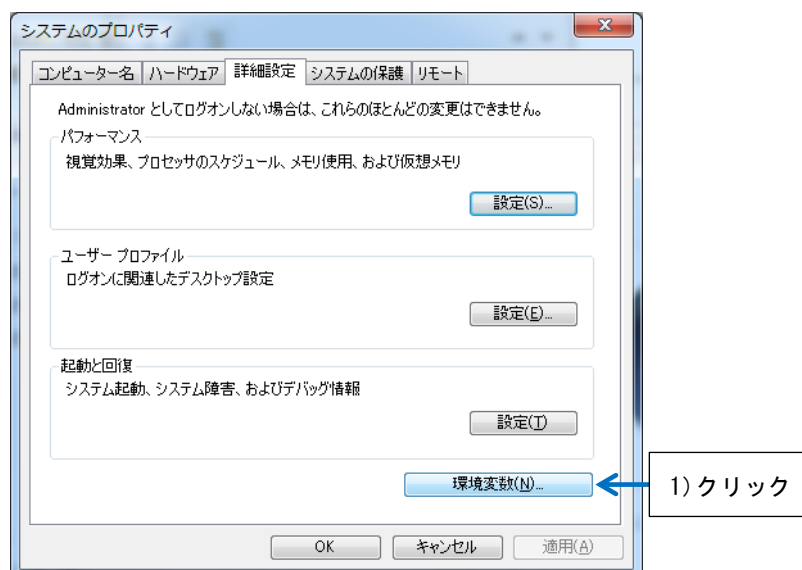 システムのプロパティ
コンピューター名 ハードウェア 詳細設定 システムの保護 リモート
Administrator としてログオンしない場合は、これらのほとんどの変更はできません。
パフォーマンス
視覚効果、プロセッサのスケジュール、メモリ使用、および仮想メモリ
設定(S)...
ユーザー プロファイル
ログオンに関連したデスクトップ設定
設定(E)...
起動と回復
システム起動、システム障害、およびデバッグ情報
設定(T)
環境変数(N)...
1)クリック
OK キャンセル 適用(A)